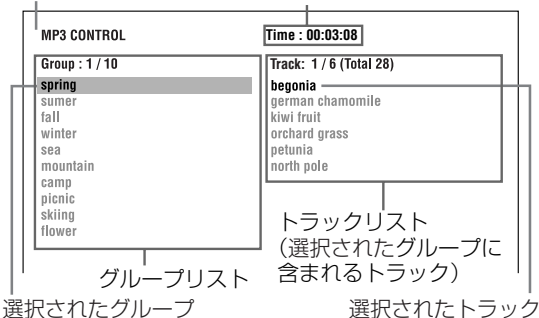 MP3 CONTROL
Time : 00:03:08
Group : 1 / 10
spring
sumer
fall
winter
sea
mountain
camp
picnic
skiing
flower
Track: 1 / 6 (Total 28)
begonia
german chamomile
kiwi fruit
orchard grass
petunia
north pole
トラックリスト
(選択されたグループに
含まれるトラック)
グループリスト
選択されたグループ
選択されたトラック